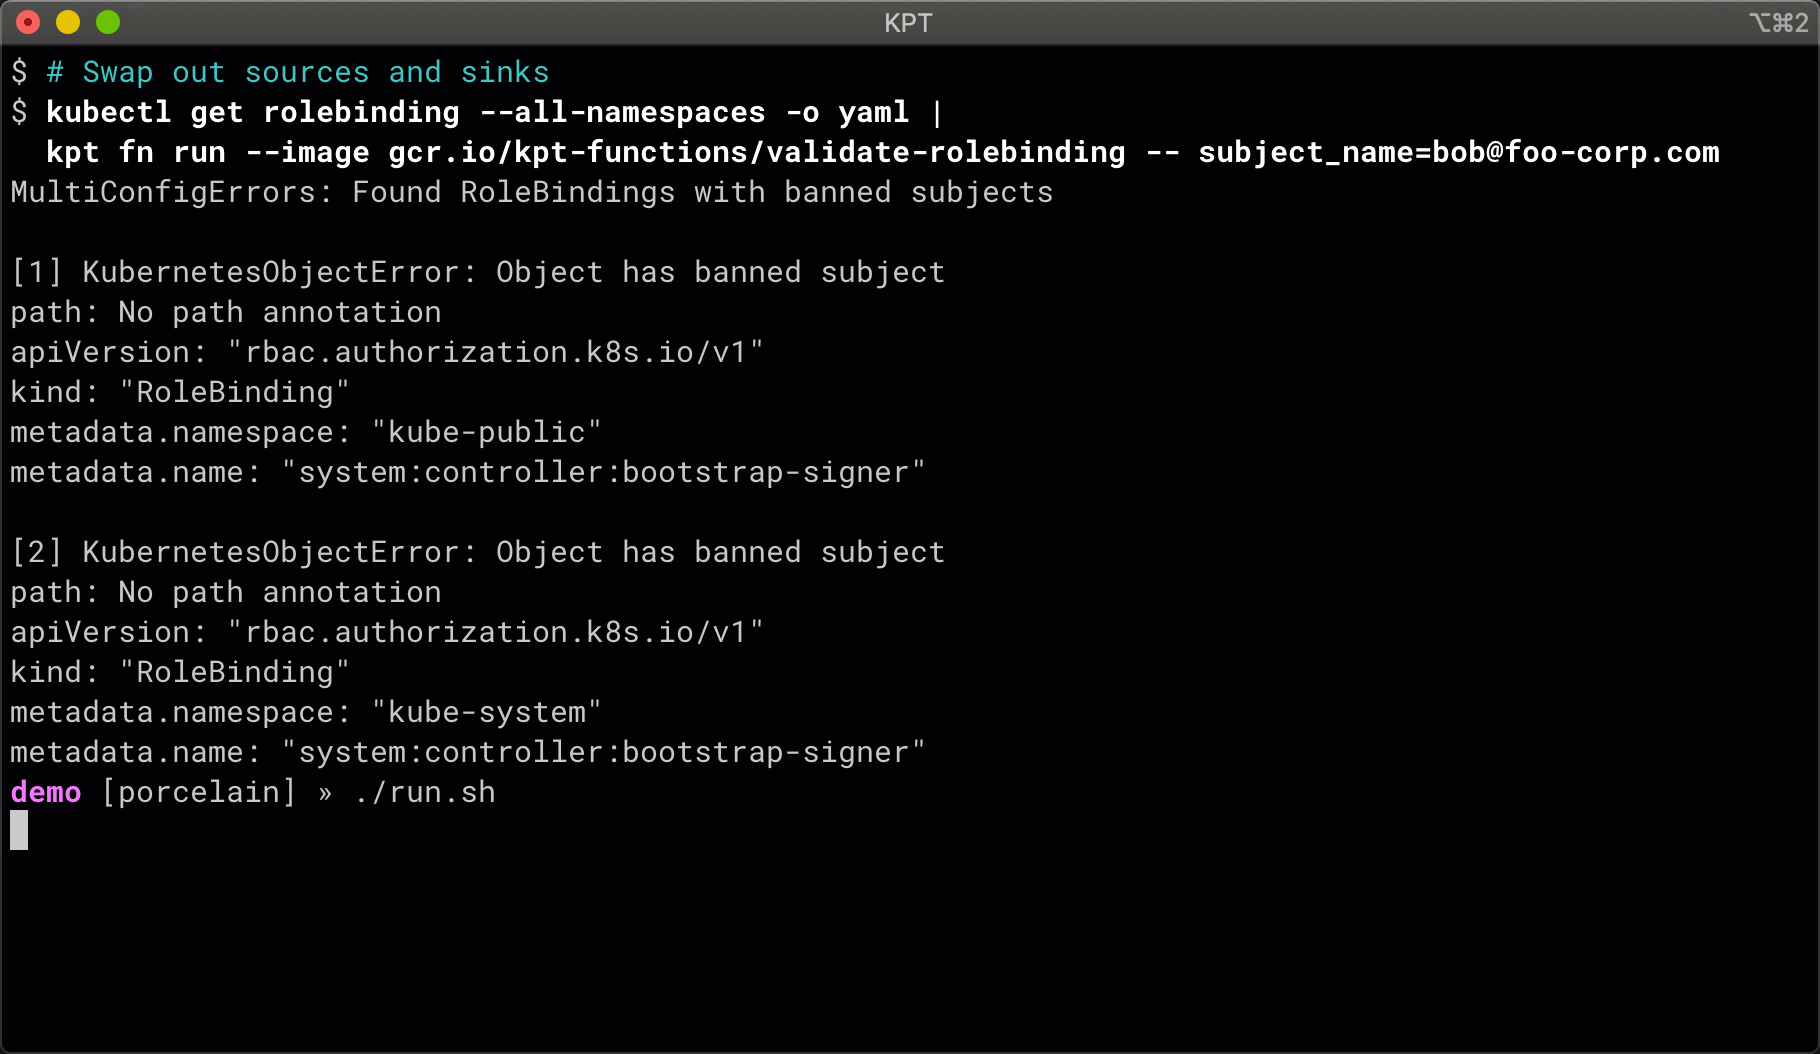 KPT
⌥⌘2
$ # Swap out sources and sinks
$ kubectl get rolebinding --all-namespaces -o yaml |
  kpt fn run --image gcr.io/kpt-functions/validate-rolebinding -- subject_name=bob@foo-corp.com
MultiConfigErrors: Found RoleBindings with banned subjects

[1] KubernetesObjectError: Object has banned subject
path: No path annotation
apiVersion: "rbac.authorization.k8s.io/v1"
kind: "RoleBinding"
metadata.namespace: "kube-public"
metadata.name: "system:controller:bootstrap-signer"

[2] KubernetesObjectError: Object has banned subject
path: No path annotation
apiVersion: "rbac.authorization.k8s.io/v1"
kind: "RoleBinding"
metadata.namespace: "kube-system"
metadata.name: "system:controller:bootstrap-signer"
demo [porcelain] » ./run.sh